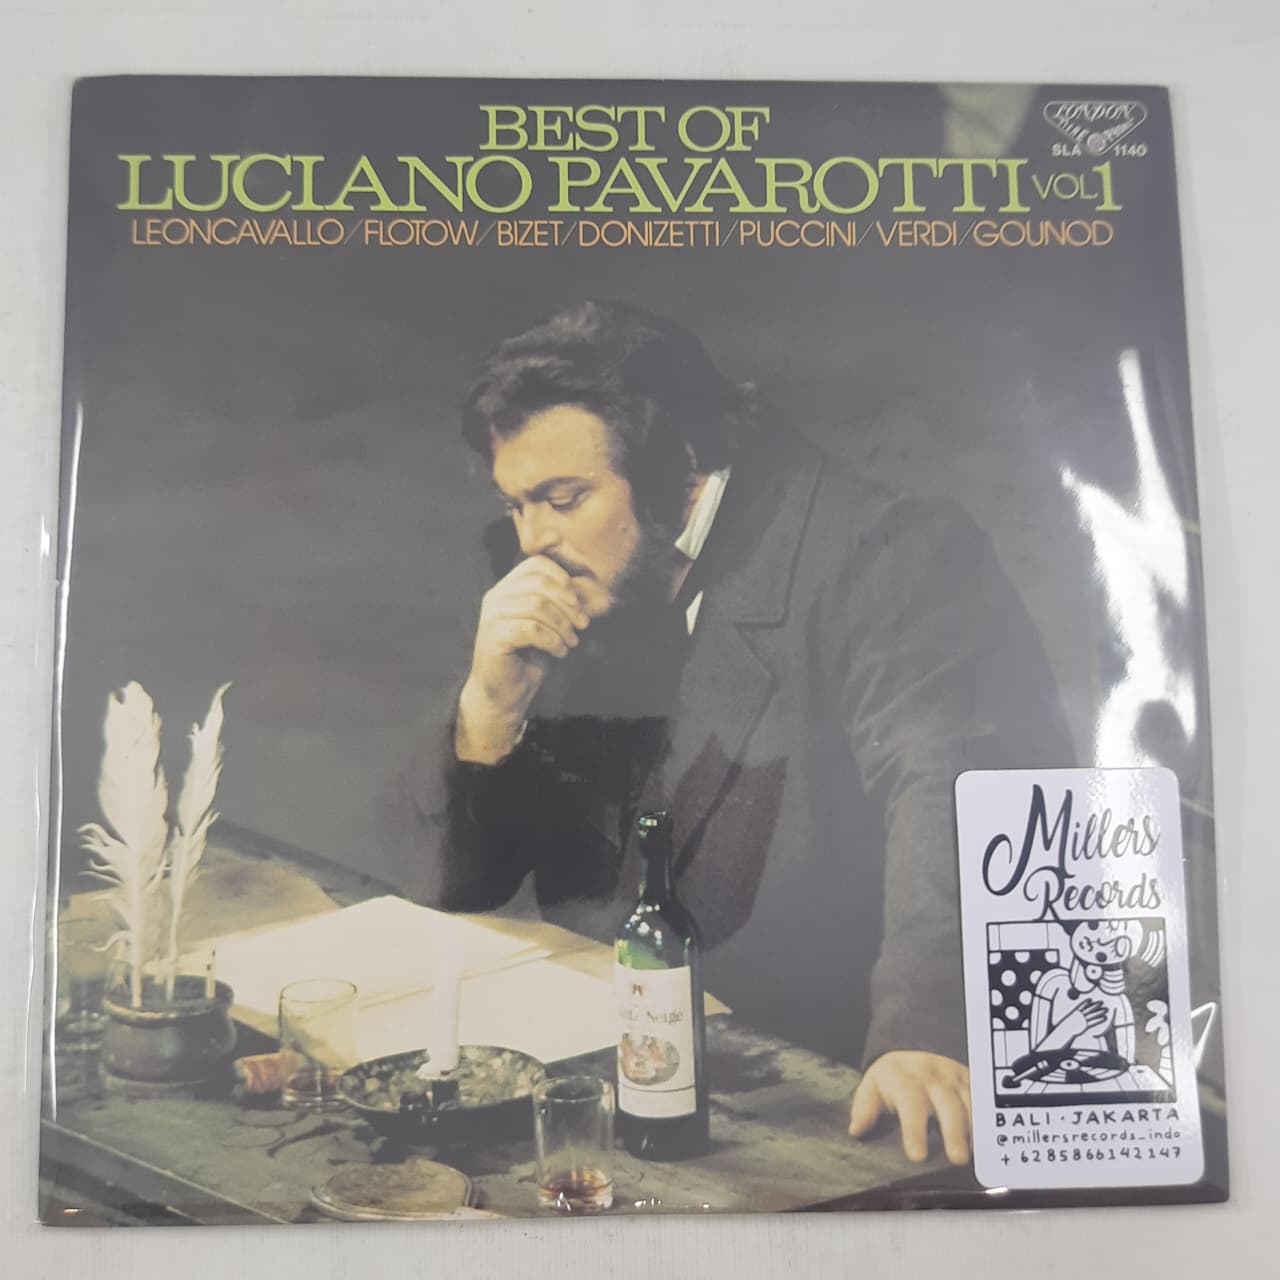 BEST OF
LUCIANO PAVAROTTI VOL.1
LEONCAVALLO/FLOTOW/BIZET/DONIZETTI/PUCCINI/VERDI/GOUNOD
LONDON
SLA 1140
Millers
Records
BALI · JAKARTA
@millersrecords_indo
+ 6285866142147